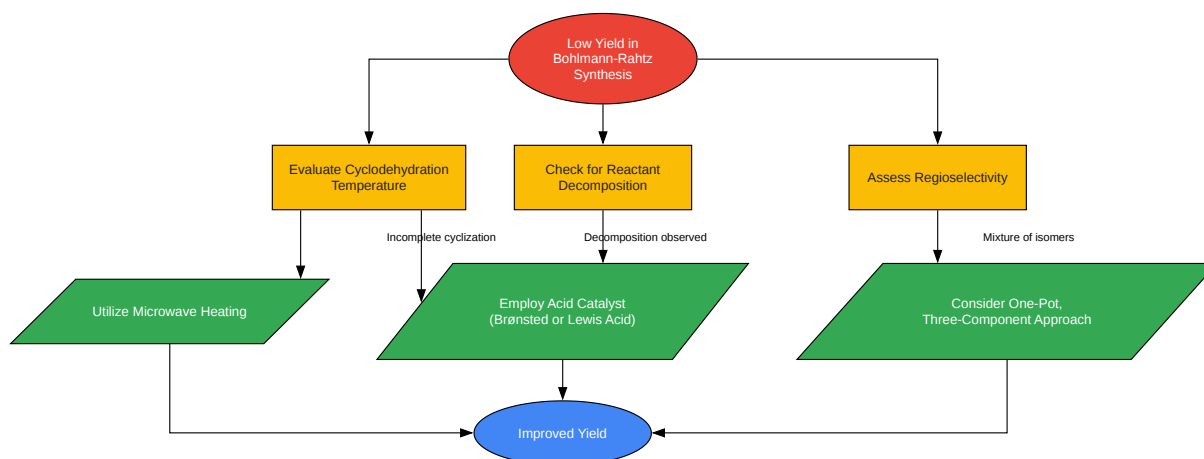 Low Yield in
Bohlmann-Rahtz
Synthesis
Evaluate Cyclodehydration
Temperature
Check for Reactant
Decomposition
Assess Regioselectivity
Incomplete cyclization
Decomposition observed
Mixture of isomers
Utilize Microwave Heating
Employ Acid Catalyst
(Brønsted or Lewis Acid)
Consider One-Pot,
Three-Component Approach
Improved Yield